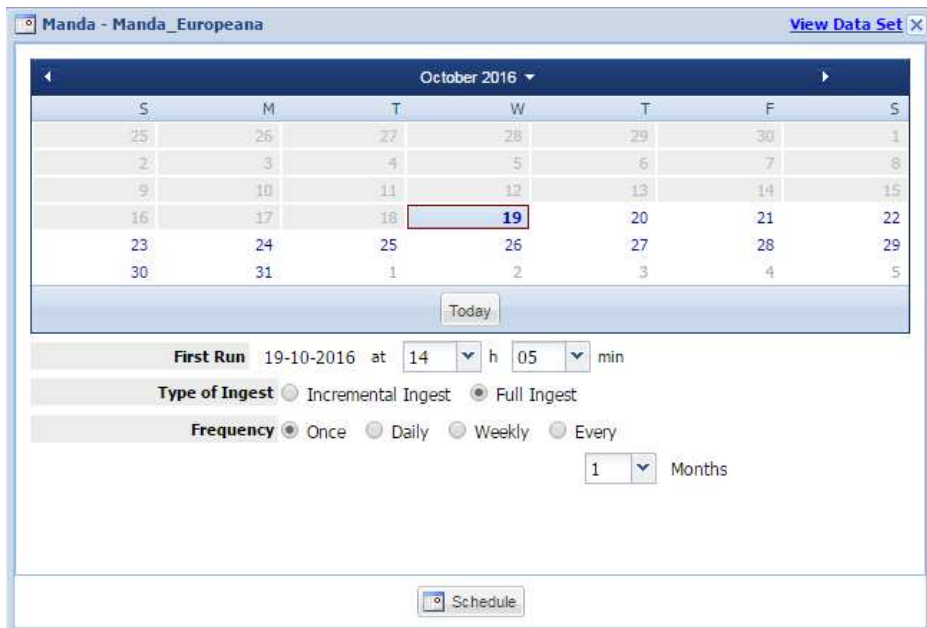 Manda - Manda_Europeana View Data Set
October 2016
S M T W T F S
25 26 27 28 29 30 1
2 3 4 5 6 7 8
9 10 11 12 13 14 15
16 17 18 19 20 21 22
23 24 25 26 27 28 29
30 31 1 2 3 4 5
Today
First Run 19-10-2016 at 14 h 05 min
Type of Ingest Incremental Ingest Full Ingest
Frequency Once Daily Weekly Every
1 Months
Schedule